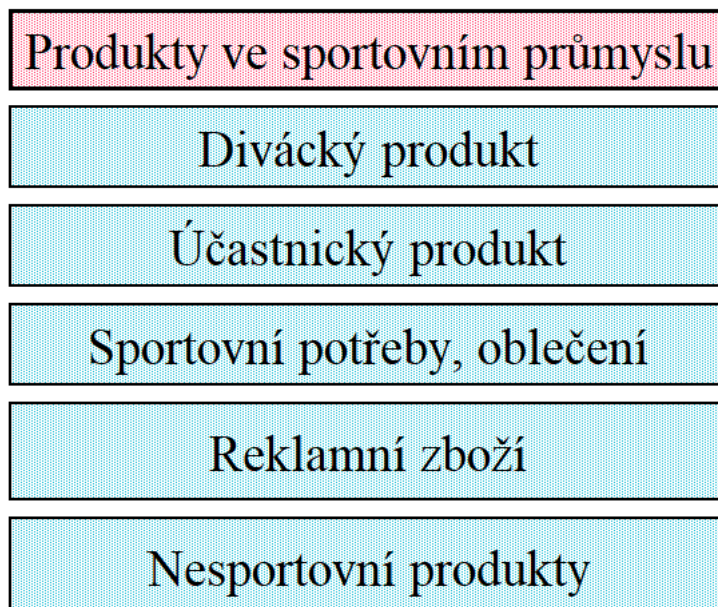 Produkty ve sportovním průmyslu
Divácký produkt
Účastnický produkt
Sportovní potřeby, oblečení
Reklamní zboží
Nesportovní produkty